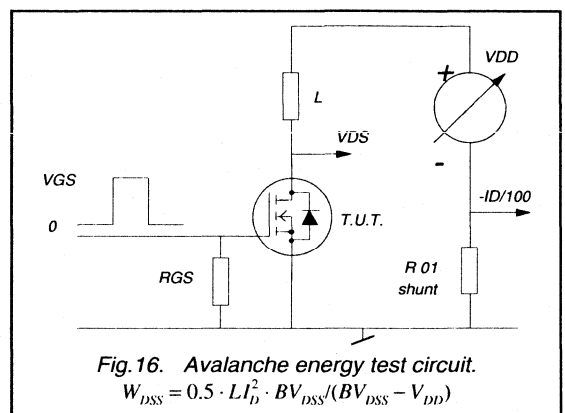 +
VDD
L
VDS
-
VGS
-ID/100
0
T.U.T.
RGS
R 01
shunt
Fig.16. Avalanche energy test circuit.
W_DSS = 0.5 · LI_D^2 · BV_DSS/(BV_DSS − V_DD)